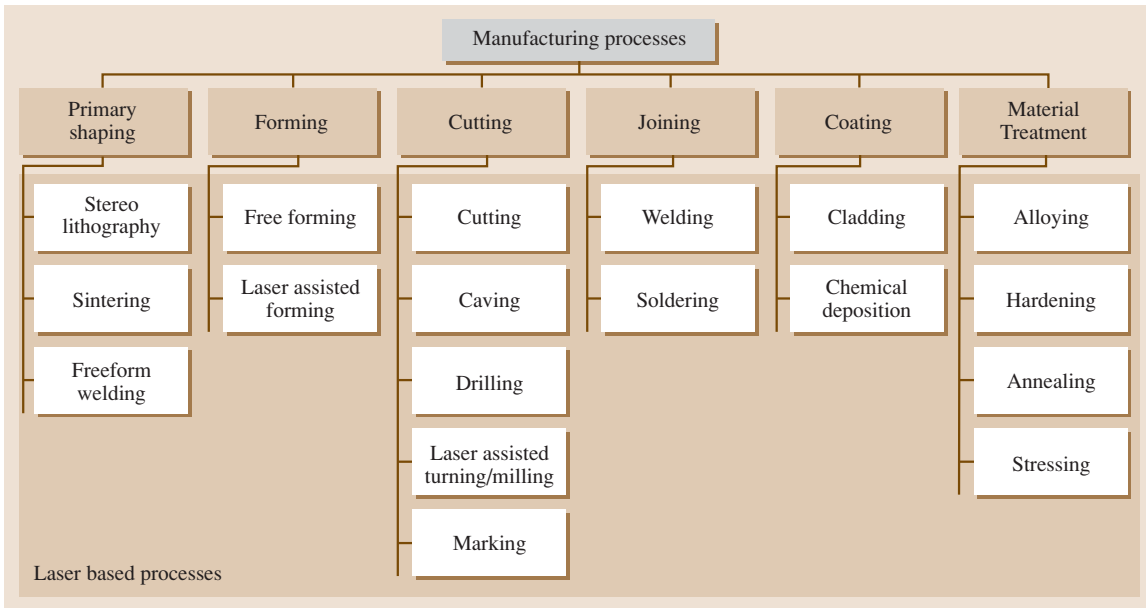 Manufacturing processes
Primary
shaping
Forming
Cutting
Joining
Coating
Material
Treatment
Stereo
lithography
Sintering
Freeform
welding
Free forming
Laser assisted
forming
Cutting
Caving
Drilling
Laser assisted
turning/milling
Marking
Welding
Soldering
Cladding
Chemical
deposition
Alloying
Hardening
Annealing
Stressing
Laser based processes